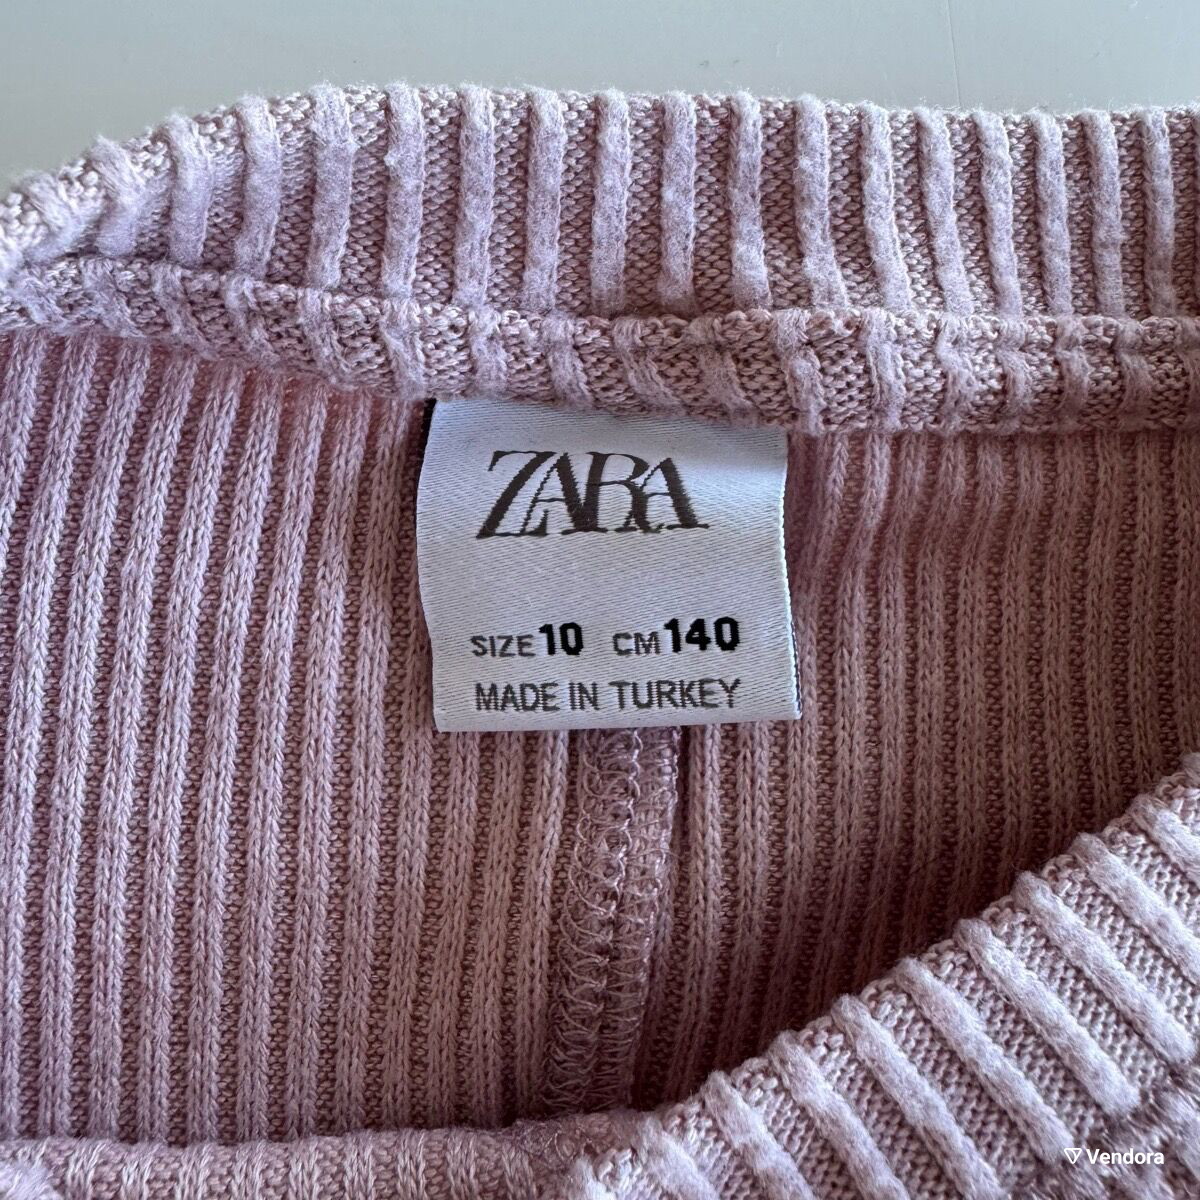 ZARA
SIZE 10 CM 140
MADE IN TURKEY
Vendora